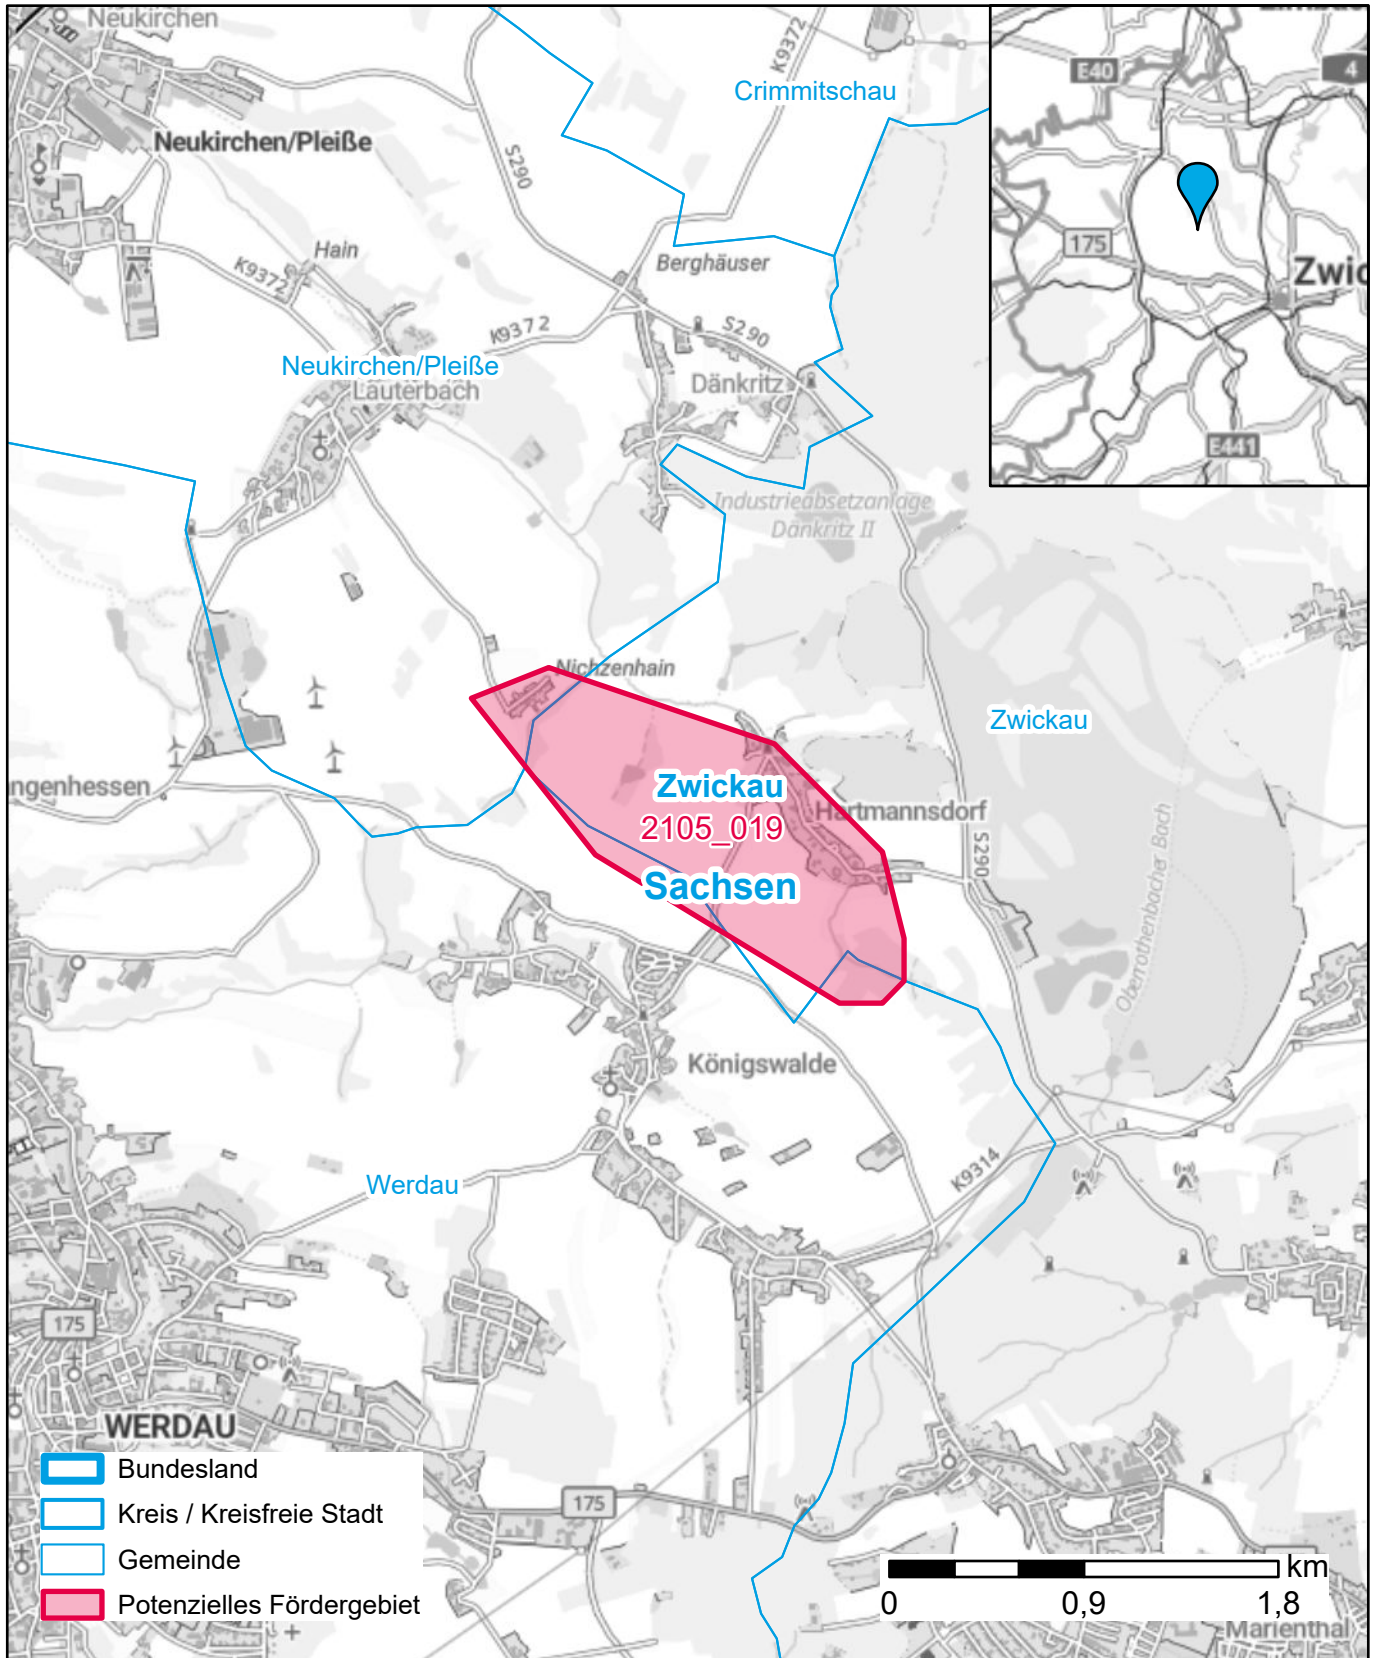 Neukirchen
K9372
Crimmitschau
E40
4
Neukirchen/Pleiße
S290
Hain
K9372
Berghäuser
175
Zwic
K9372
S290
Neukirchen/Pleiße
Lauterbach
Dänkritz
E441
Industrieabsetzanlage
Dänkritz II
Nichzenhain
Zwickau
ngenhessen
Zwickau
2105_019
Hartmannsdorf
Sachsen
S290
Oberrothenbacher Bach
Königswalde
K9314
Werdau
175
WERDAU
175
Bundesland
Kreis / Kreisfreie Stadt
Gemeinde
Potenzielles Fördergebiet
km
0 0,9 1,8
Marienthal